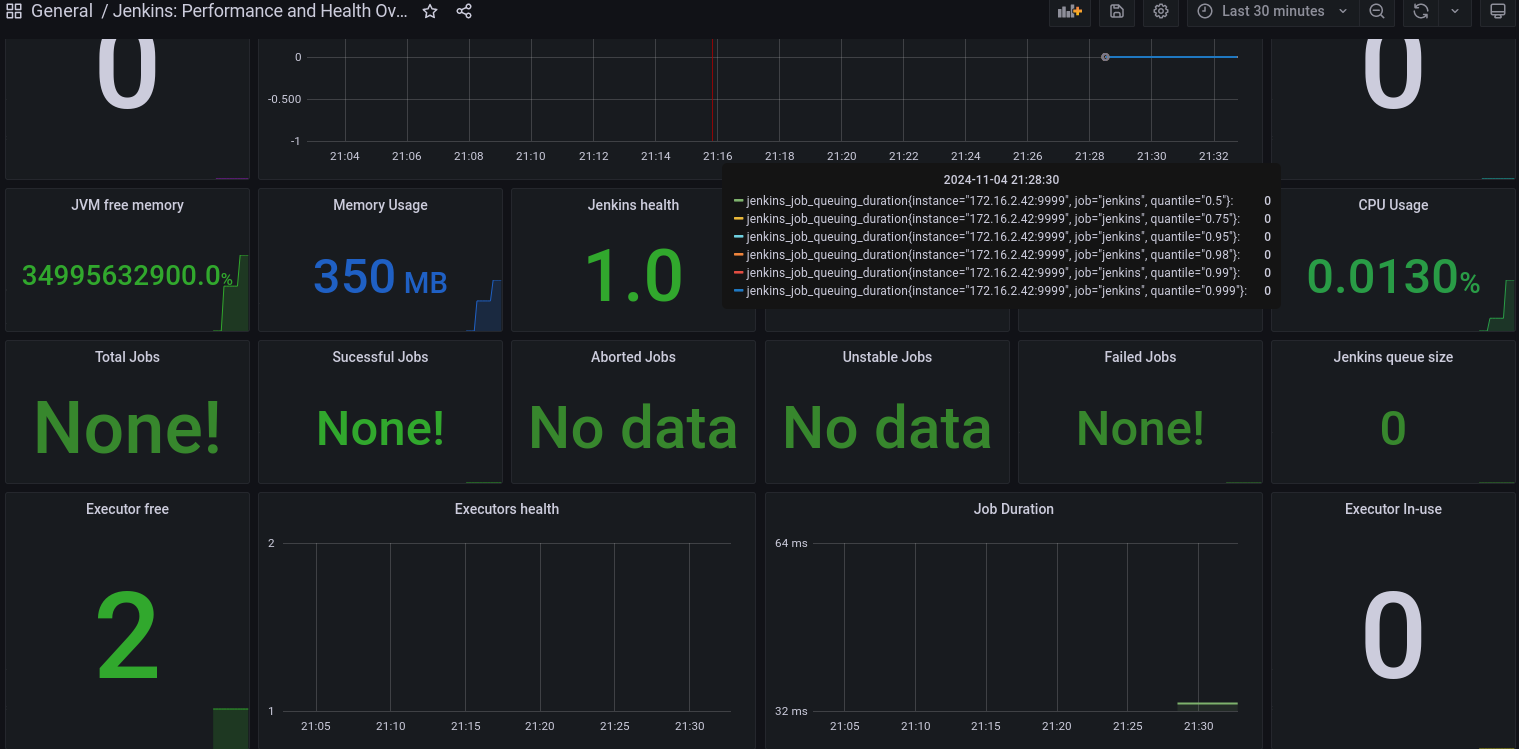 General / Jenkins: Performance and Health Ov...
Last 30 minutes
0
0
-0.500
-1
21:04 21:06 21:08 21:10 21:12 21:14 21:16 21:18 21:20 21:22 21:24 21:26 21:28 21:30 21:32
0
2024-11-04 21:28:30
jenkins_job_queuing_duration{instance="172.16.2.42:9999", job="jenkins", quantile="0.5"}: 0
jenkins_job_queuing_duration{instance="172.16.2.42:9999", job="jenkins", quantile="0.75"}: 0
jenkins_job_queuing_duration{instance="172.16.2.42:9999", job="jenkins", quantile="0.95"}: 0
jenkins_job_queuing_duration{instance="172.16.2.42:9999", job="jenkins", quantile="0.98"}: 0
jenkins_job_queuing_duration{instance="172.16.2.42:9999", job="jenkins", quantile="0.99"}: 0
jenkins_job_queuing_duration{instance="172.16.2.42:9999", job="jenkins", quantile="0.999"}: 0
JVM free memory
34995632900.0%
Memory Usage
350 MB
Jenkins health
1.0
CPU Usage
0.0130%
Total Jobs
None!
Sucessful Jobs
None!
Aborted Jobs
No data
Unstable Jobs
No data
Failed Jobs
None!
Jenkins queue size
0
Executor free
2
Executors health
2
1
21:05 21:10 21:15 21:20 21:25 21:30
Job Duration
64 ms
32 ms
21:05 21:10 21:15 21:20 21:25 21:30
Executor In-use
0